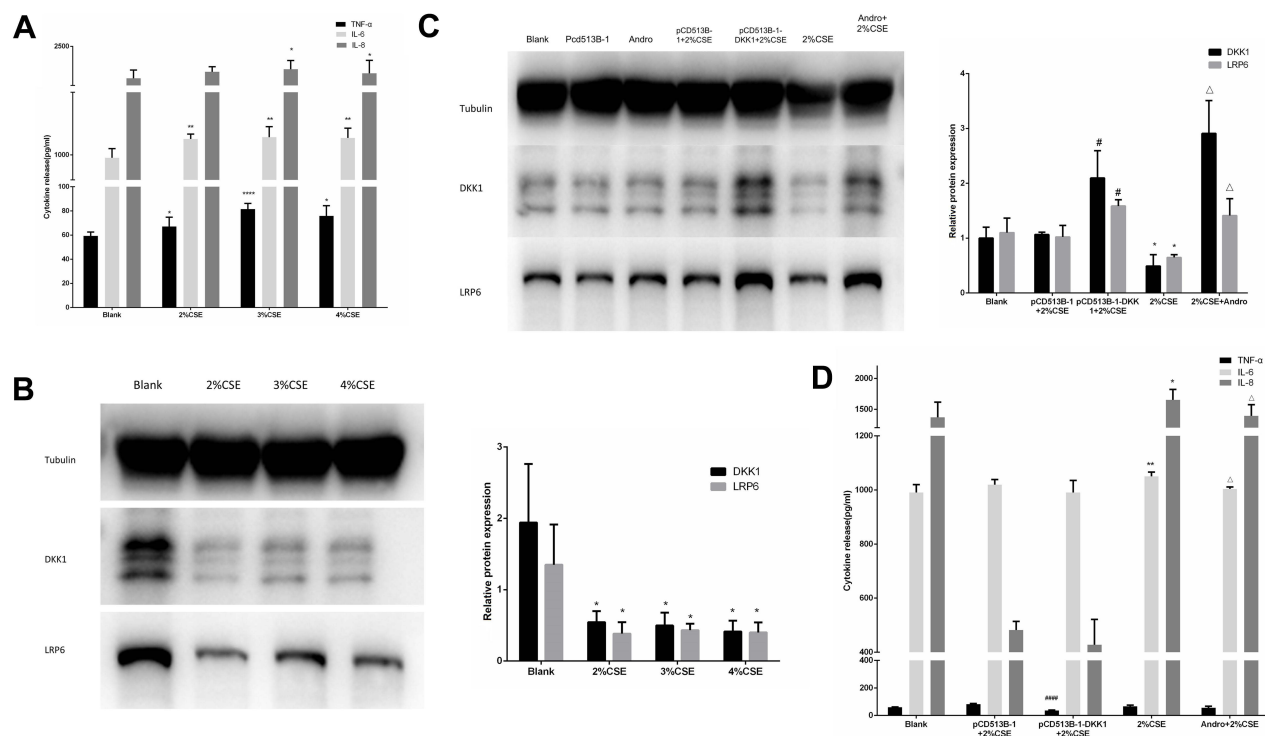 A
TNF-α
IL-6
IL-8
Cytokine release(pg/ml)
2500
1000
100
80
60
40
20
0
*
**
****
**
*
*
**
*
Blank
2%CSE
3%CSE
4%CSE
C
Blank
Pcd513B-1
Andro
pCD513B-
1+2%CSE
pCD513B-1-
DKK1+2%CSE
2%CSE
Andro+
2%CSE
Tubulin
DKK1
LRP6
DKK1
LRP6
Relative protein expression
4
3
2
1
0
#
#
*
*
△
△
Blank
pCD513B-1
+2%CSE
pCD513B-1-DKK
1+2%CSE
2%CSE
2%CSE+Andro
B
Blank
2%CSE
3%CSE
4%CSE
Tubulin
DKK1
LRP6
DKK1
LRP6
Relative protein expression
3
2
1
0
*
*
*
*
*
*
Blank
2%CSE
3%CSE
4%CSE
D
TNF-α
IL-6
IL-8
Cytokine release(pg/ml)
2000
1500
1200
1000
800
600
400
400
200
0
####
**
*
△
△
Blank
pCD513B-1
+2%CSE
pCD513B-1-DKK1
+2%CSE
2%CSE
Andro+2%CSE